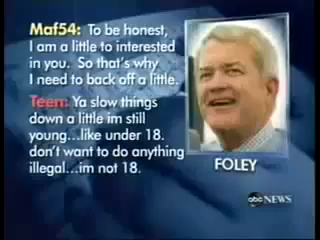 Maf54: To be honest,
I am a little to interested
in you. So that's why
I need to back off a little.
Teen: Ya slow things
down a little im still
young...like under 18.
don't want to do anything
illegal...im not 18.
FOLEY
abc NEWS